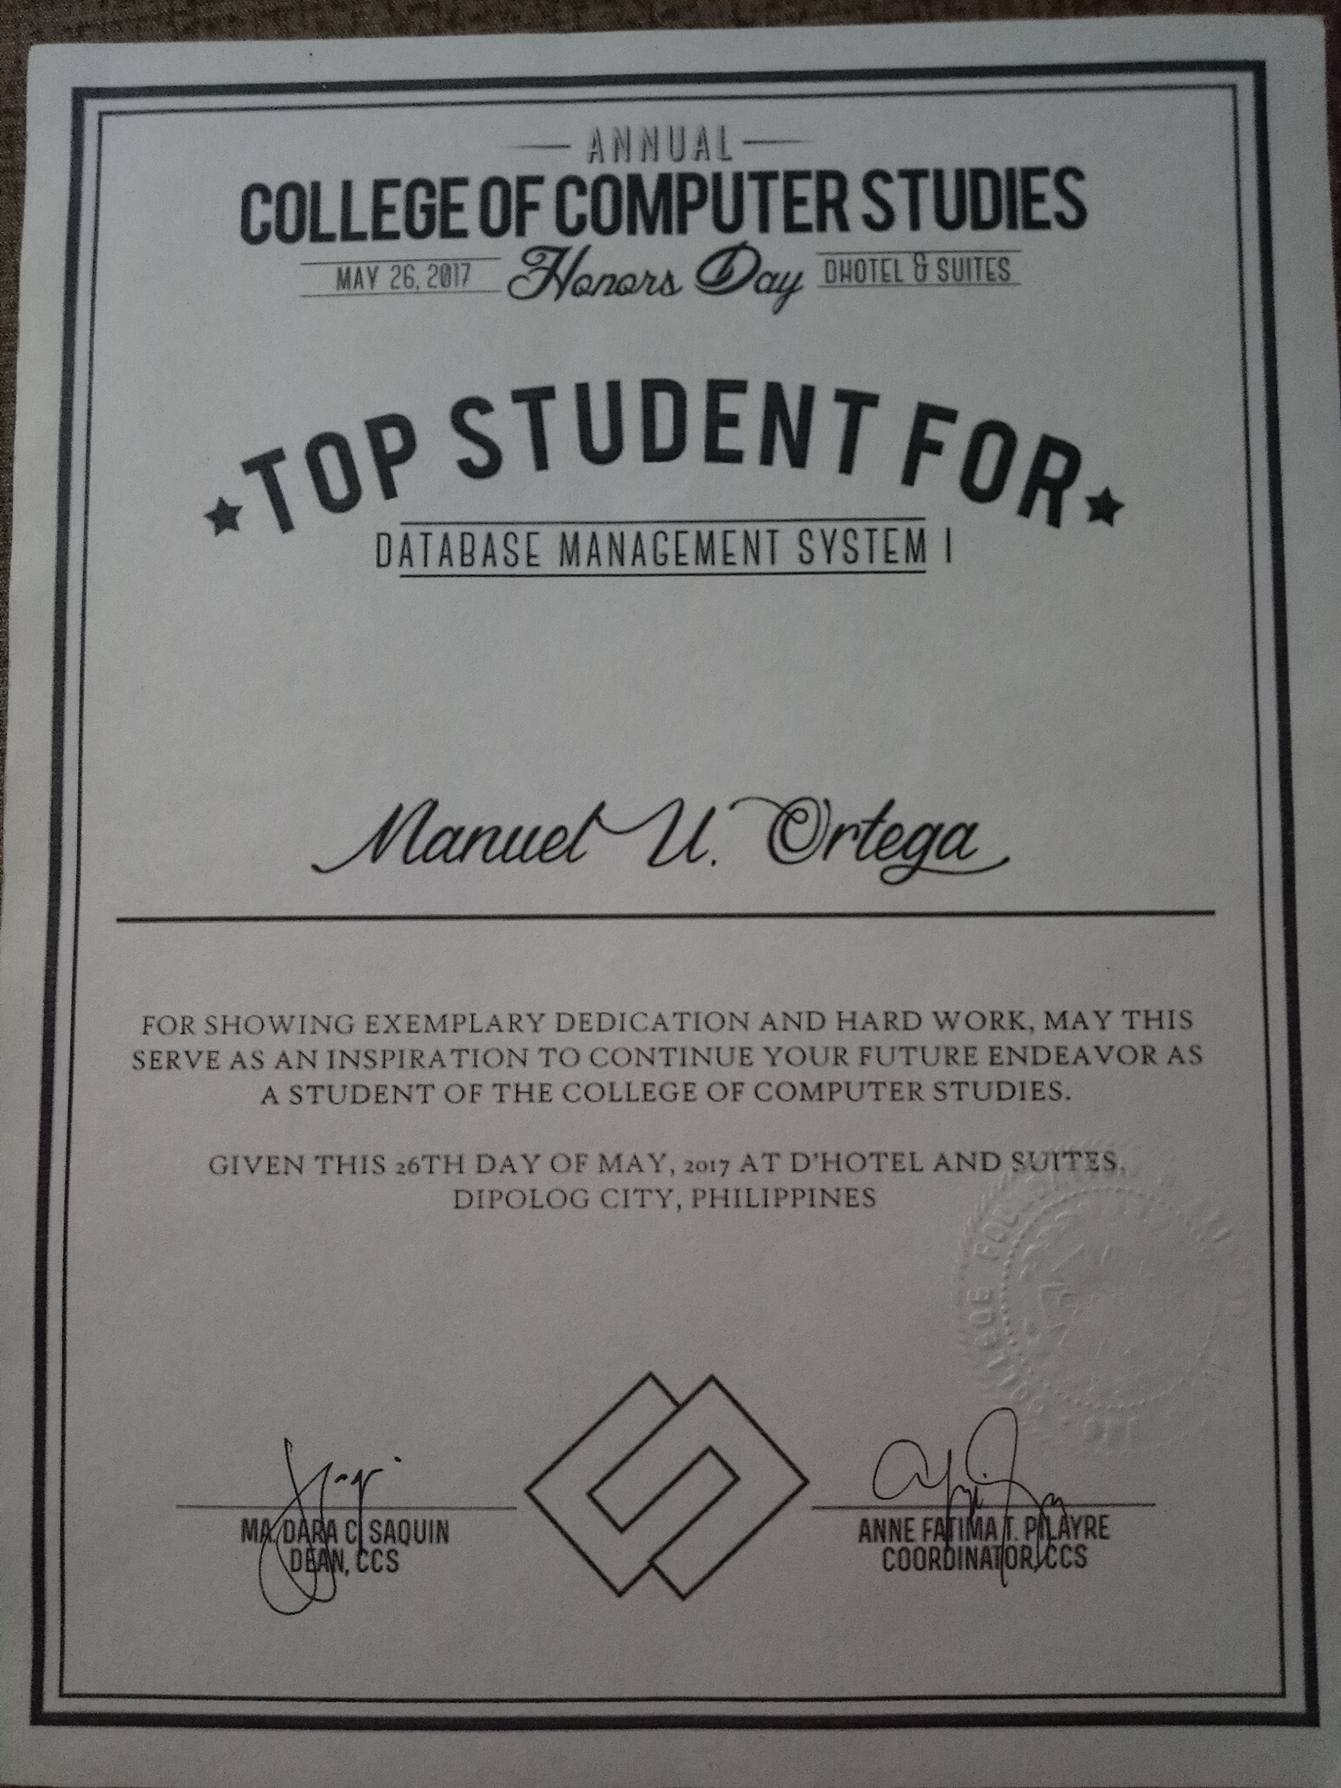 ANNUAL
COLLEGE OF COMPUTER STUDIES
MAY 26, 2017 Honors Day DHOTEL & SUITES
TOP STUDENT FOR
DATABASE MANAGEMENT SYSTEM I
Manuel U. Ortega
FOR SHOWING EXEMPLARY DEDICATION AND HARD WORK, MAY THIS
SERVE AS AN INSPIRATION TO CONTINUE YOUR FUTURE ENDEAVOR AS
A STUDENT OF THE COLLEGE OF COMPUTER STUDIES.
GIVEN THIS 26TH DAY OF MAY, 2017 AT D'HOTEL AND SUITES,
DIPOLOG CITY, PHILIPPINES
COLLEGE
MA. DARA C. SAQUIN
DEAN, CCS
ANNE FATIMA T. PILAYRE
COORDINATOR, CCS